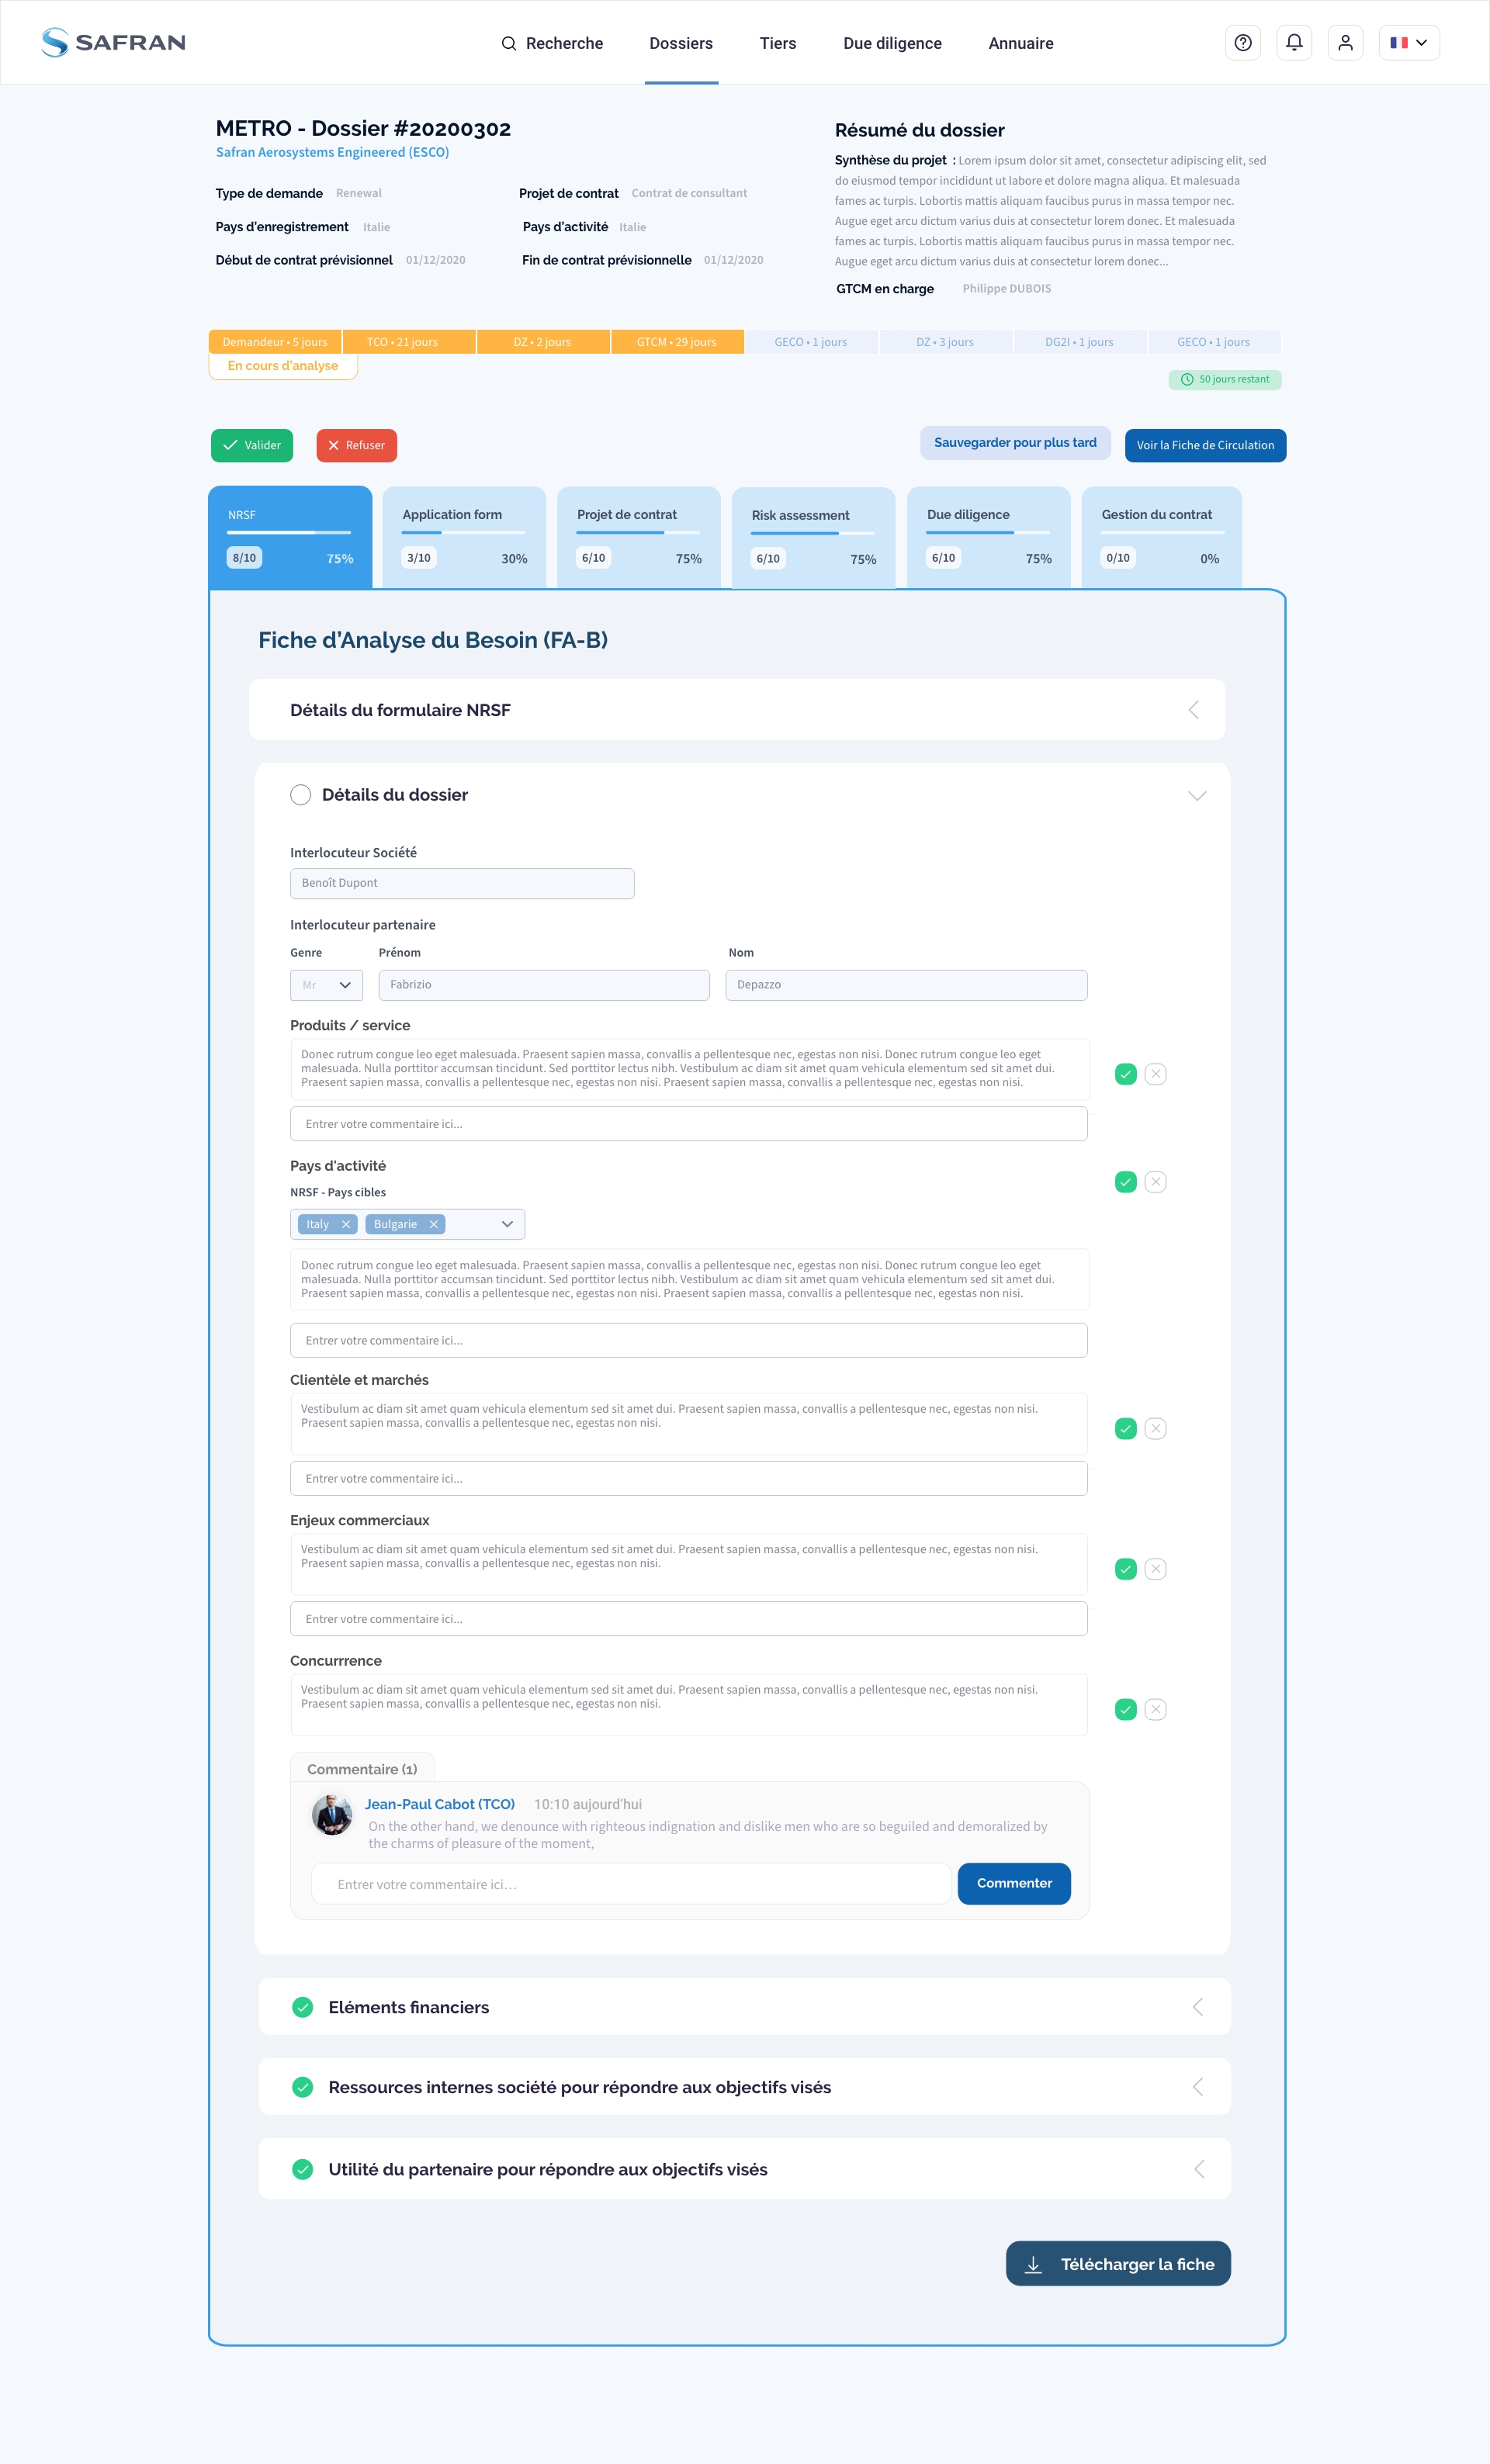 SAFRAN
Recherche
Dossiers
Tiers
Due diligence
Annuaire
METRO - Dossier #20200302
Safran Aerosystems Engineered (ESCO)
Type de demande Renewal
Projet de contrat Contrat de consultant
Pays d'enregistrement Italie
Pays d'activité Italie
Début de contrat prévisionnel 01/12/2020
Fin de contrat prévisionnelle 01/12/2020
Résumé du dossier
Synthèse du projet : Lorem ipsum dolor sit amet, consectetur adipiscing elit, sed
do eiusmod tempor incididunt ut labore et dolore magna aliqua. Et malesuada
fames ac turpis. Lobortis mattis aliquam faucibus purus in massa tempor nec.
Augue eget arcu dictum varius duis at consectetur lorem donec. Et malesuada
fames ac turpis. Lobortis mattis aliquam faucibus purus in massa tempor nec.
Augue eget arcu dictum varius duis at consectetur lorem donec...
GTCM en charge Philippe DUBOIS
Demandeur • 5 jours
TCO • 21 jours
DZ • 2 jours
GTCM • 29 jours
GECO • 1 jours
DZ • 3 jours
DG2I • 1 jours
GECO • 1 jours
En cours d'analyse
50 jours restant
Valider
Refuser
Sauvegarder pour plus tard
Voir la Fiche de Circulation
NRSF
8/10 75%
Application form
3/10 30%
Projet de contrat
6/10 75%
Risk assessment
6/10 75%
Due diligence
6/10 75%
Gestion du contrat
0/10 0%
Fiche d'Analyse du Besoin (FA-B)
Détails du formulaire NRSF
Détails du dossier
Interlocuteur Société
Benoît Dupont
Interlocuteur partenaire
Genre Prénom Nom
Mr Fabrizio Depazzo
Produits / service
Donec rutrum congue leo eget malesuada. Praesent sapien massa, convallis a pellentesque nec, egestas non nisi. Donec rutrum congue leo eget
malesuada. Nulla porttitor accumsan tincidunt. Sed porttitor lectus nibh. Vestibulum ac diam sit amet quam vehicula elementum sed sit amet dui.
Praesent sapien massa, convallis a pellentesque nec, egestas non nisi. Praesent sapien massa, convallis a pellentesque nec, egestas non nisi.
Entrer votre commentaire ici...
Pays d'activité
NRSF - Pays cibles
Italy Bulgarie
Donec rutrum congue leo eget malesuada. Praesent sapien massa, convallis a pellentesque nec, egestas non nisi. Donec rutrum congue leo eget
malesuada. Nulla porttitor accumsan tincidunt. Sed porttitor lectus nibh. Vestibulum ac diam sit amet quam vehicula elementum sed sit amet dui.
Praesent sapien massa, convallis a pellentesque nec, egestas non nisi. Praesent sapien massa, convallis a pellentesque nec, egestas non nisi.
Entrer votre commentaire ici...
Clientèle et marchés
Vestibulum ac diam sit amet quam vehicula elementum sed sit amet dui. Praesent sapien massa, convallis a pellentesque nec, egestas non nisi.
Praesent sapien massa, convallis a pellentesque nec, egestas non nisi.
Entrer votre commentaire ici...
Enjeux commerciaux
Vestibulum ac diam sit amet quam vehicula elementum sed sit amet dui. Praesent sapien massa, convallis a pellentesque nec, egestas non nisi.
Praesent sapien massa, convallis a pellentesque nec, egestas non nisi.
Entrer votre commentaire ici...
Concurrrence
Vestibulum ac diam sit amet quam vehicula elementum sed sit amet dui. Praesent sapien massa, convallis a pellentesque nec, egestas non nisi.
Praesent sapien massa, convallis a pellentesque nec, egestas non nisi.
Commentaire (1)
Jean-Paul Cabot (TCO) 10:10 aujourd'hui
On the other hand, we denounce with righteous indignation and dislike men who are so beguiled and demoralized by
the charms of pleasure of the moment,
Entrer votre commentaire ici...
Commenter
Eléments financiers
Ressources internes société pour répondre aux objectifs visés
Utilité du partenaire pour répondre aux objectifs visés
Télécharger la fiche